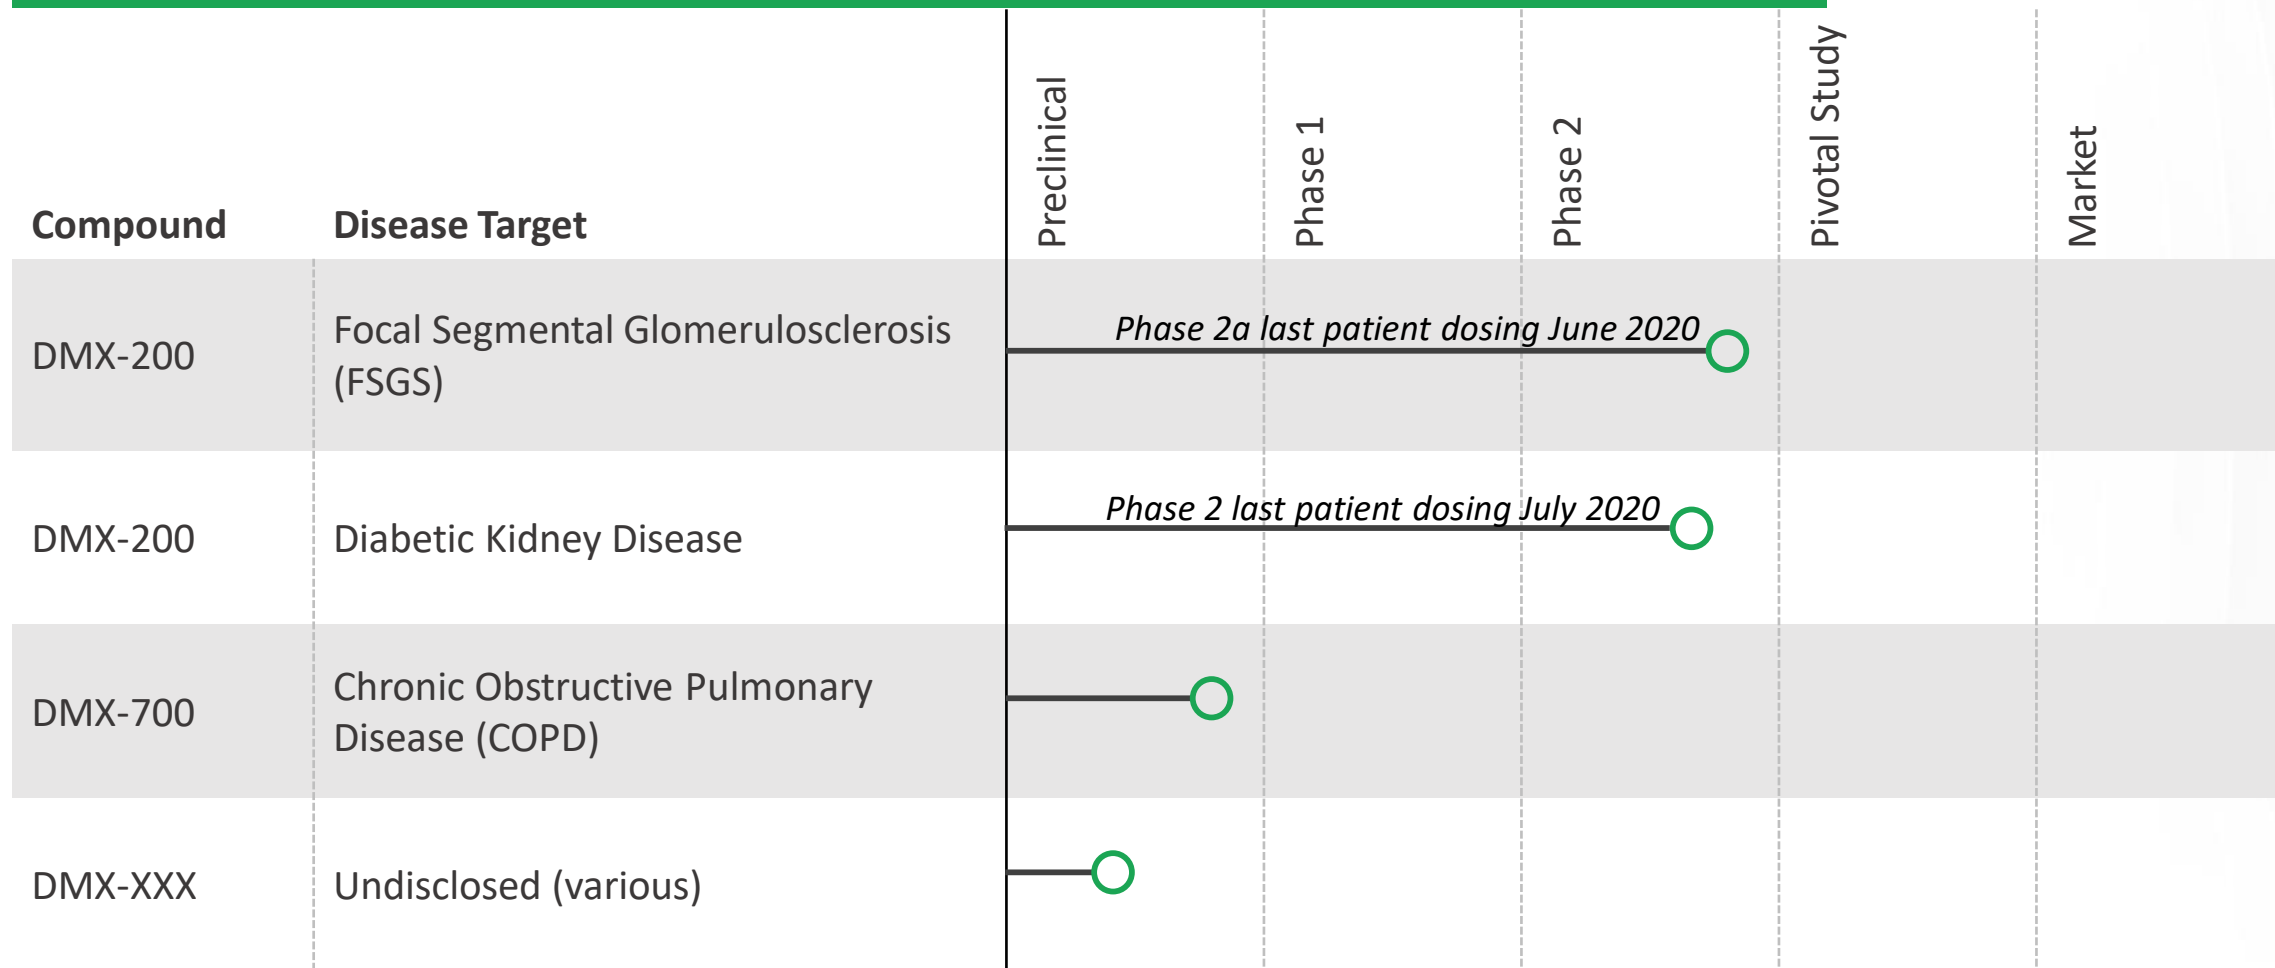 Compound
Disease Target
Preclinical
Phase 1
Phase 2
Pivotal Study
Market
DMX-200
Focal Segmental Glomerulosclerosis
(FSGS)
Phase 2a last patient dosing June 2020
DMX-200
Diabetic Kidney Disease
Phase 2 last patient dosing July 2020
DMX-700
Chronic Obstructive Pulmonary
Disease (COPD)
DMX-XXX
Undisclosed (various)